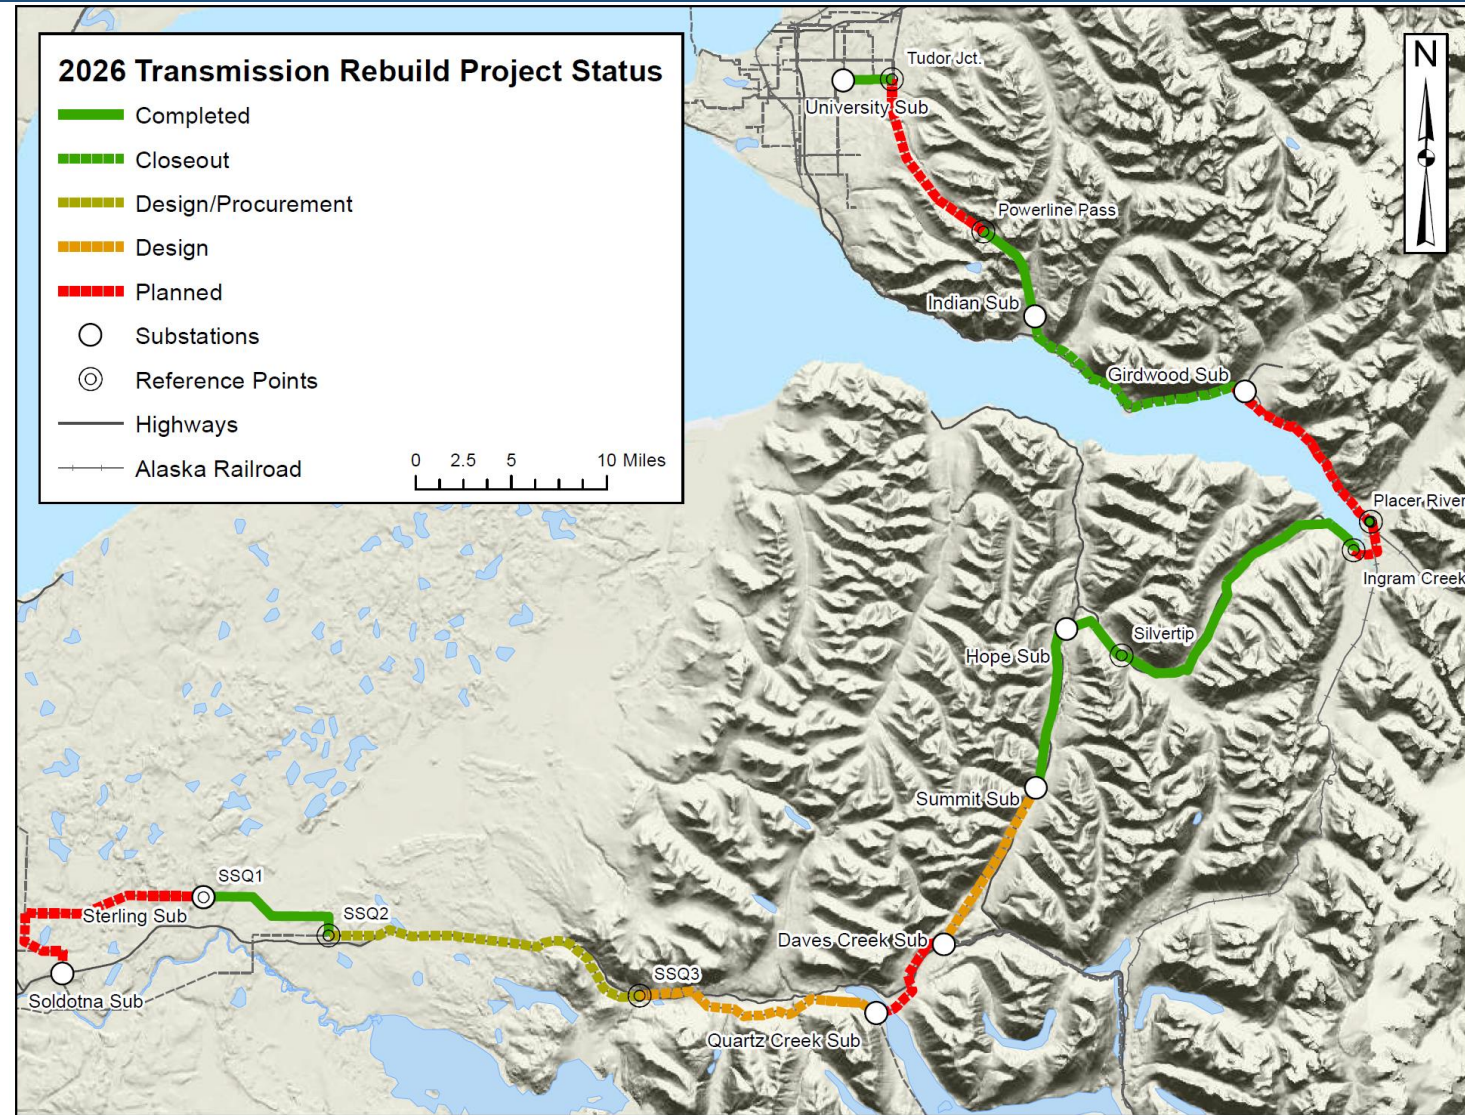 2026 Transmission Rebuild Project Status
Completed
Closeout
Design/Procurement
Design
Planned
Substations
Reference Points
Highways
Alaska Railroad
0 2.5 5 10 Miles
N
Tudor Jct.
University Sub
Powerline Pass
Indian Sub
Girdwood Sub
Placer River
Ingram Creek
Silvertip
Hope Sub
Summit Sub
SSQ1
Sterling Sub
SSQ2
Daves Creek Sub
SSQ3
Soldotna Sub
Quartz Creek Sub